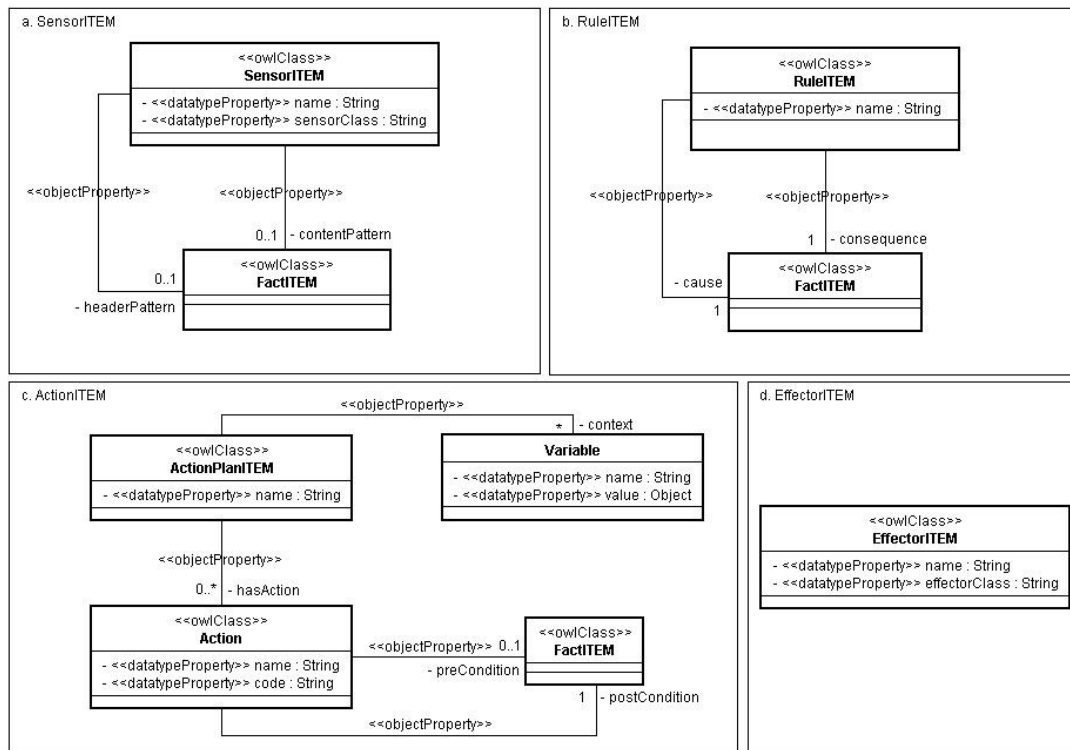 a. SensorITEM
<<owlClass>>
SensorITEM
- <<datatypeProperty>> name : String
- <<datatypeProperty>> sensorClass : String
<<objectProperty>>
<<objectProperty>>
0..1
- contentPattern
<<owlClass>>
FactITEM
0..1
- headerPattern
b. RuleITEM
<<owlClass>>
RuleITEM
- <<datatypeProperty>> name : String
<<objectProperty>>
<<objectProperty>>
1
- consequence
<<owlClass>>
FactITEM
- cause
1
c. ActionITEM
<<objectProperty>>
*
- context
<<owlClass>>
ActionPlanITEM
- <<datatypeProperty>> name : String
Variable
- <<datatypeProperty>> name : String
- <<datatypeProperty>> value : Object
<<objectProperty>>
0..*
- hasAction
<<owlClass>>
Action
- <<datatypeProperty>> name : String
- <<datatypeProperty>> code : String
<<objectProperty>>
0..1
- preCondition
<<owlClass>>
FactITEM
1
- postCondition
<<objectProperty>>
d. EffectorITEM
<<owlClass>>
EffectorITEM
- <<datatypeProperty>> name : String
- <<datatypeProperty>> effectorClass : String